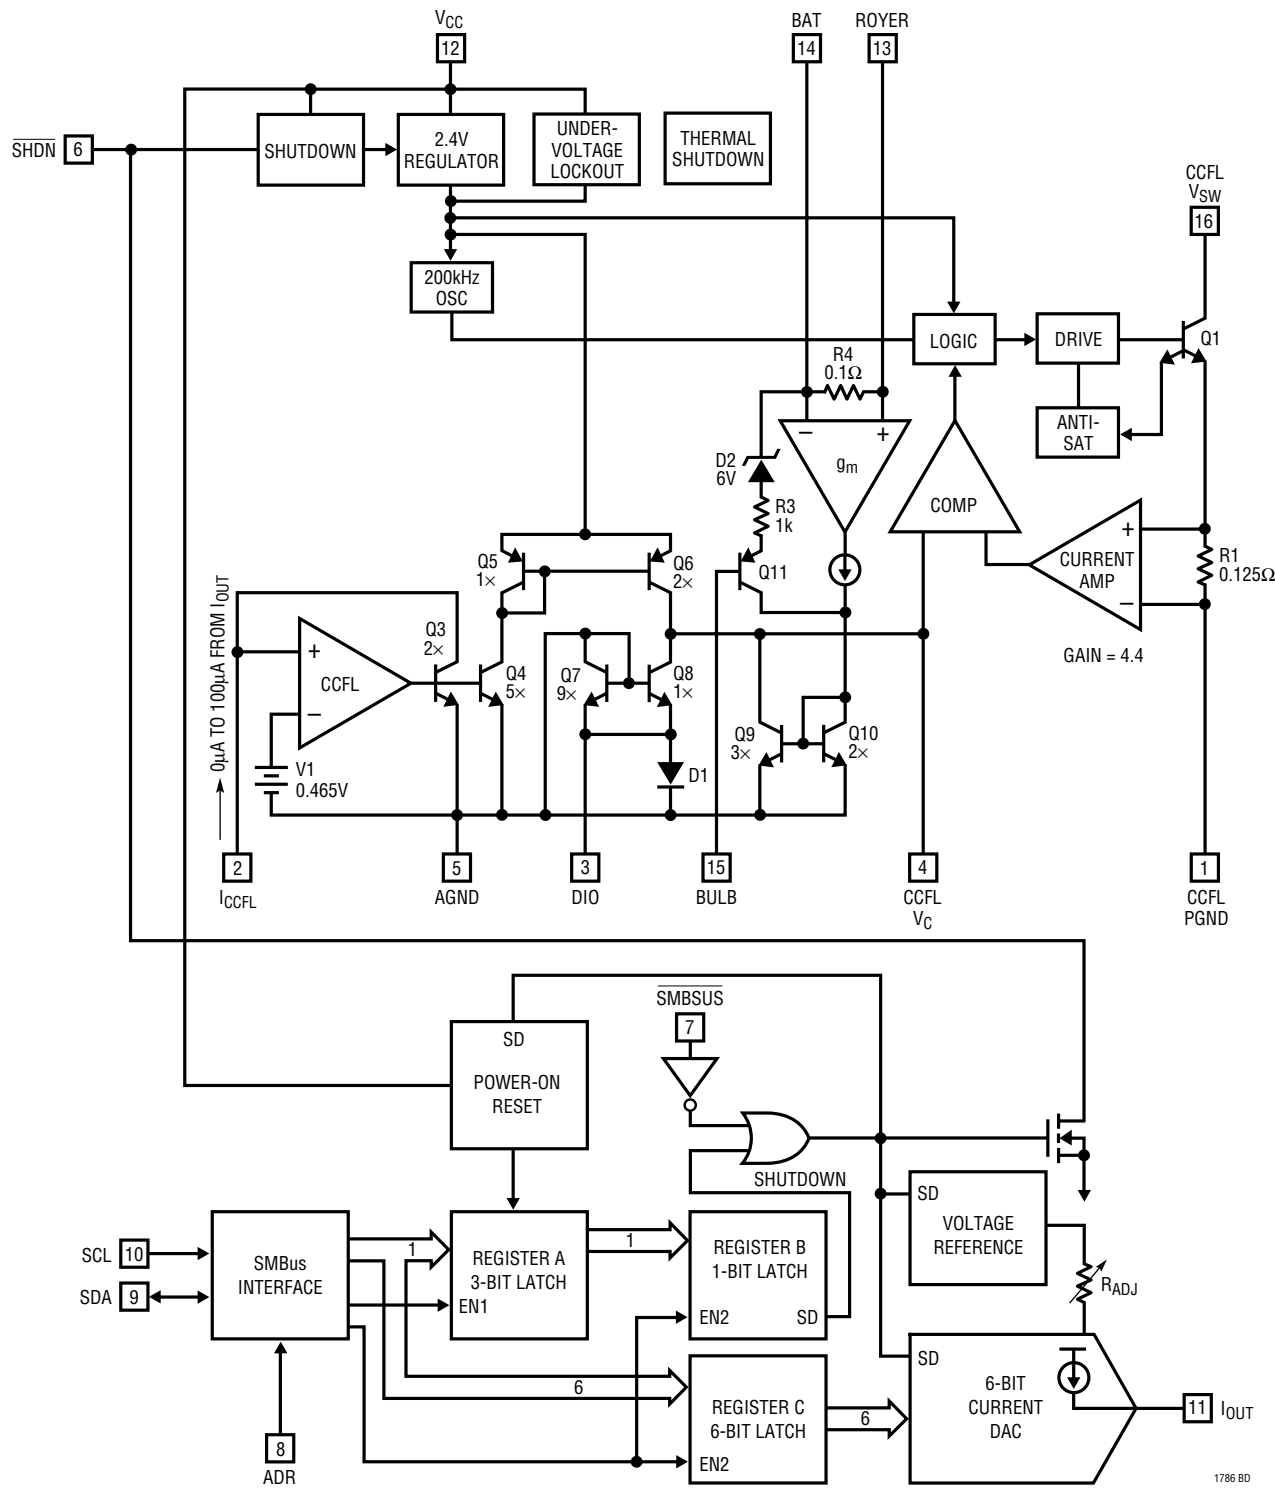 VCC
12
BAT
14
ROYER
13
SHDN
6
SHUTDOWN
2.4V
REGULATOR
UNDER-
VOLTAGE
LOCKOUT
THERMAL
SHUTDOWN
CCFL
VSW
16
200kHz
OSC
LOGIC
DRIVE
Q1
R4
0.1Ω
ANTI-
SAT
–
+
gm
D2
6V
R3
1k
COMP
+
CURRENT
AMP
–
R1
0.125Ω
GAIN = 4.4
Q5
1×
Q6
2×
Q11
0µA TO 100µA FROM IOUT
Q3
2×
+
CCFL
–
Q4
5×
Q7
9×
Q8
1×
Q9
3×
Q10
2×
V1
0.465V
D1
2
ICCFL
5
AGND
3
DIO
15
BULB
4
CCFL
VC
1
CCFL
PGND
SMBSUS
7
SD
POWER-ON
RESET
SHUTDOWN
SD
VOLTAGE
REFERENCE
RADJ
SCL
10
SDA
9
SMBus
INTERFACE
1
REGISTER A
3-BIT LATCH
EN1
1
REGISTER B
1-BIT LATCH
EN2
SD
6
REGISTER C
6-BIT LATCH
EN2
6
SD
6-BIT
CURRENT
DAC
11
IOUT
8
ADR
1786 BD